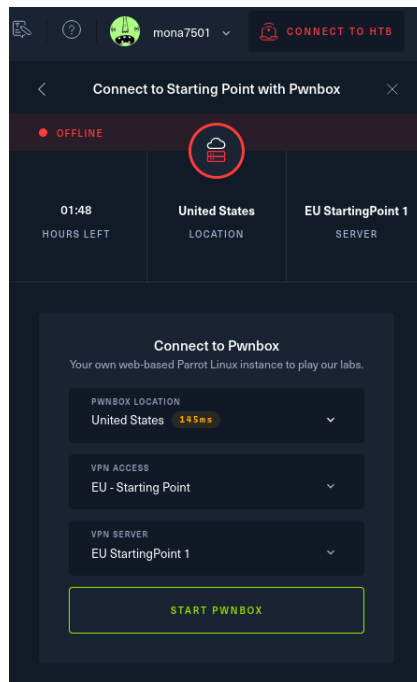 mona7501
CONNECT TO HTB
Connect to Starting Point with Pwnbox
OFFLINE
01:48
HOURS LEFT
United States
LOCATION
EU StartingPoint 1
SERVER
Connect to Pwnbox
Your own web-based Parrot Linux instance to play our labs.
PWNBOX LOCATION
United States 145ms
VPN ACCESS
EU - Starting Point
VPN SERVER
EU StartingPoint 1
START PWNBOX